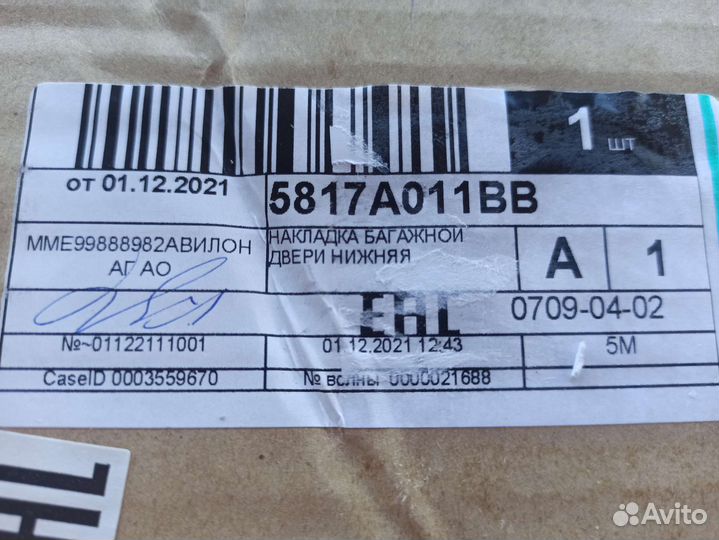 1 шт
от 01.12.2021
5817A011BB
ММЕ99888982АВИЛОН
АГ АО
НАКЛАДКА БАГАЖНОЙ
ДВЕРИ НИЖНЯЯ
A 1
0709-04-02
№~01122111001
01.12.2021 12:43
5M
CaseID 0003559670
№ волны 0000021688
Avito